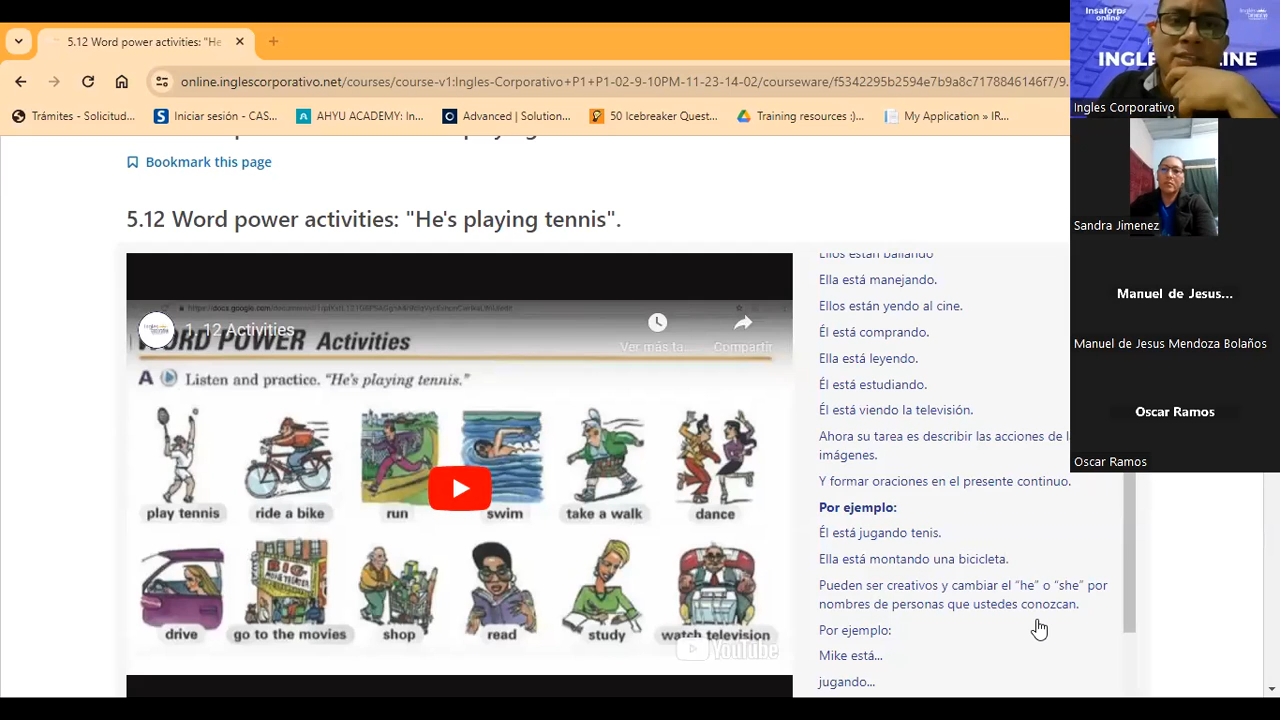 5.12 Word power activities: "He
online.inglescorporativo.net/courses/course-v1:Ingles-Corporativo+P1+P1-02-9-10PM-11-23-14-02/courseware/f5342295b2594e7b9a8c7178846146f7/9.
Trámites - Solicitud...
Iniciar sesión - CAS...
AHYU ACADEMY: In...
Advanced | Solution...
50 Icebreaker Quest...
Training resources :)...
My Application » IR...
Bookmark this page
5.12 Word power activities: "He's playing tennis".
1. 12 Activities
Ver más ta...
Compartir
WORD POWER Activities
A Listen and practice. "He's playing tennis."
play tennis
ride a bike
run
swim
take a walk
dance
drive
go to the movies
shop
read
study
watch television
YouTube
Ellos están bailando
Ella está manejando.
Ellos están yendo al cine.
Él está comprando.
Ella está leyendo.
Él está estudiando.
Él está viendo la televisión.
Ahora su tarea es describir las acciones de
imágenes.
Y formar oraciones en el presente continuo.
Por ejemplo:
Él está jugando tenis.
Ella está montando una bicicleta.
Pueden ser creativos y cambiar el “he” o “she” por
nombres de personas que ustedes conozcan.
Por ejemplo:
Mike está...
jugando...
Insaforp
online
INGL
LINE
Ingles Corporativo
Sandra Jimenez
Manuel de Jesus...
Manuel de Jesus Mendoza Bolaños
Oscar Ramos
Oscar Ramos